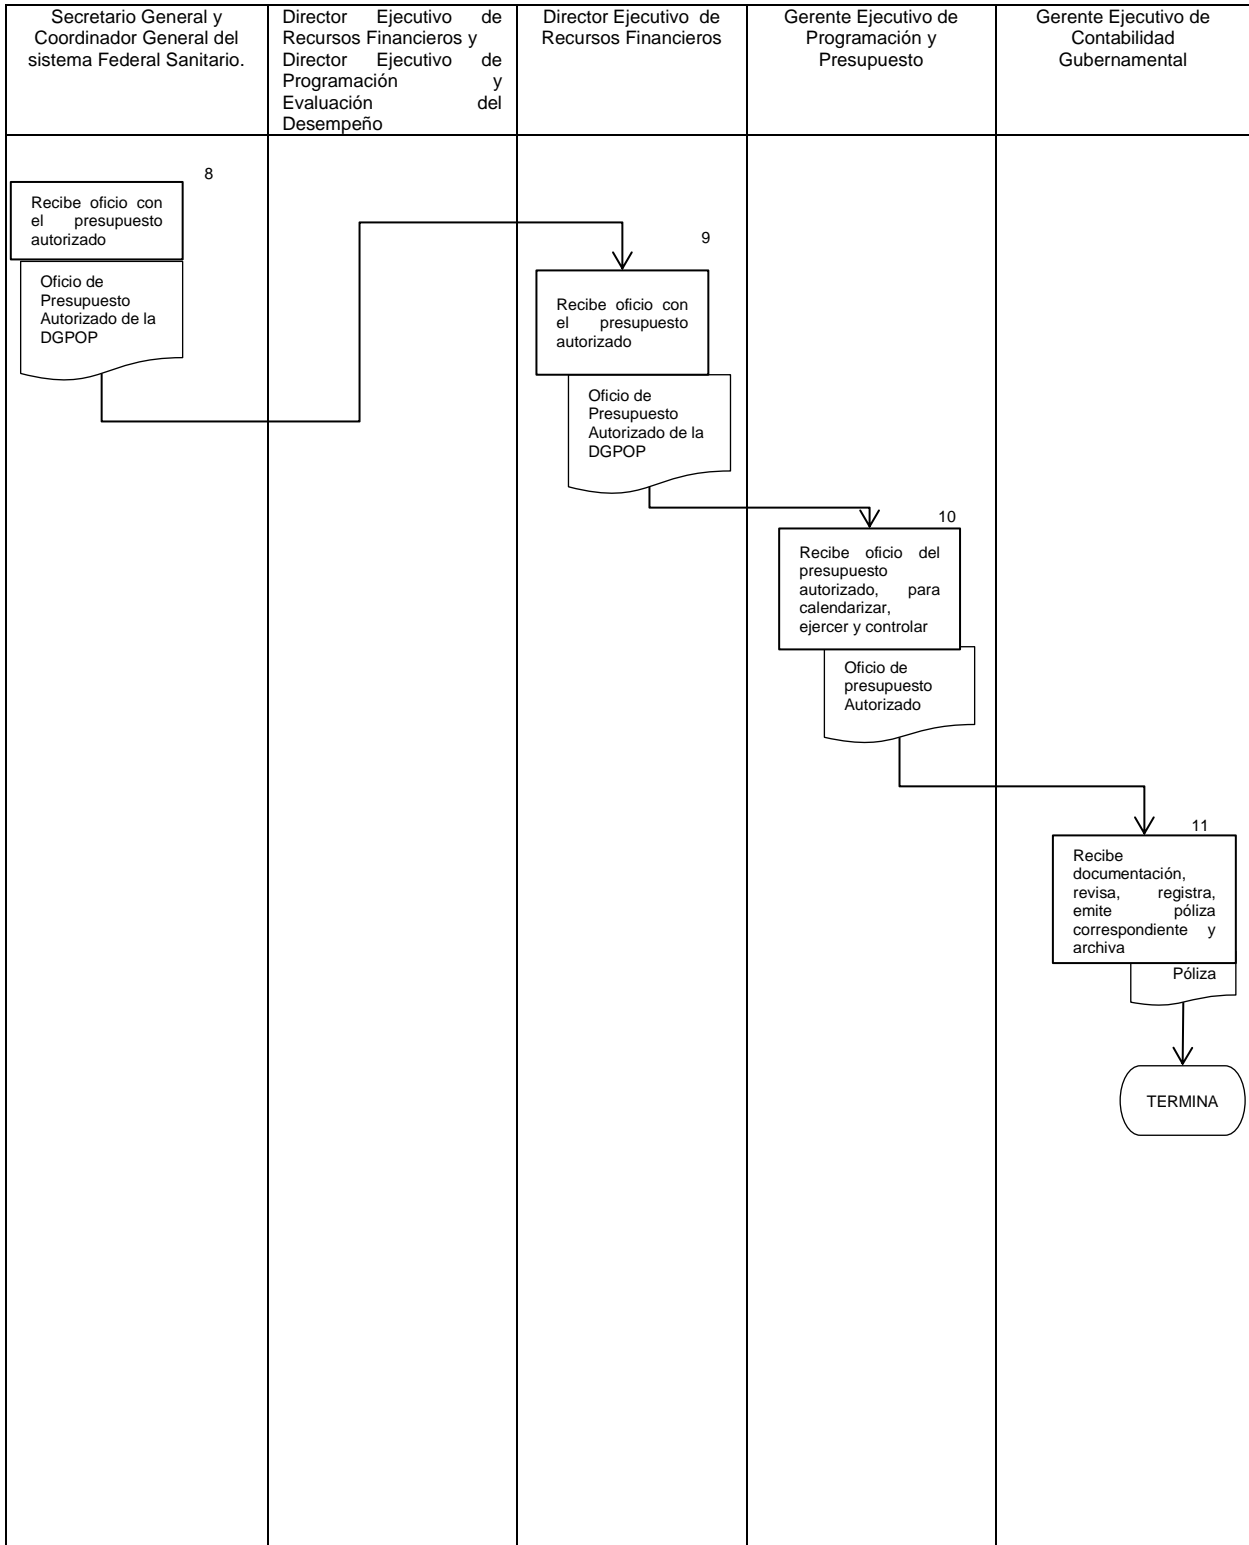 Secretario General y
Coordinador General del
sistema Federal Sanitario.
Director Ejecutivo de
Recursos Financieros y
Director Ejecutivo de
Programación y
Evaluación del
Desempeño
Director Ejecutivo de
Recursos Financieros
Gerente Ejecutivo de
Programación y
Presupuesto
Gerente Ejecutivo de
Contabilidad
Gubernamental
8
Recibe oficio con
el presupuesto
autorizado
Oficio de
Presupuesto
Autorizado de la
DGPOP
9
Recibe oficio con
el presupuesto
autorizado
Oficio de
Presupuesto
Autorizado de la
DGPOP
10
Recibe oficio del
presupuesto
autorizado, para
calendarizar,
ejercer y controlar
Oficio de
presupuesto
Autorizado
11
Recibe
documentación,
revisa, registra,
emite póliza
correspondiente y
archiva
Póliza
TERMINA